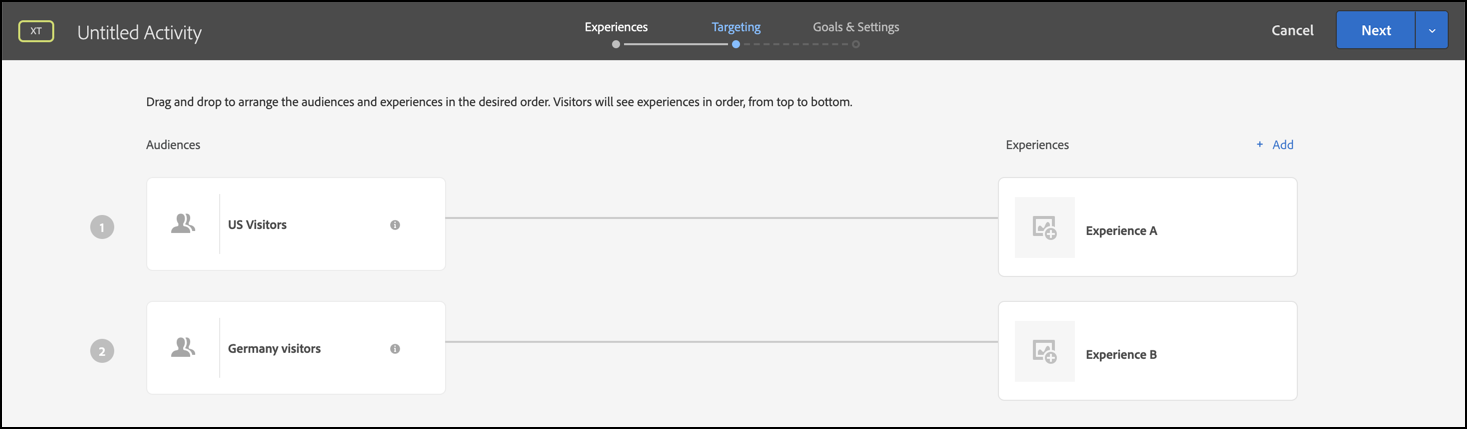 XT
Untitled Activity
Experiences
Targeting
Goals & Settings
Cancel
Next
Drag and drop to arrange the audiences and experiences in the desired order. Visitors will see experiences in order, from top to bottom.
Audiences
Experiences
+ Add
1
US Visitors
Experience A
2
Germany visitors
Experience B